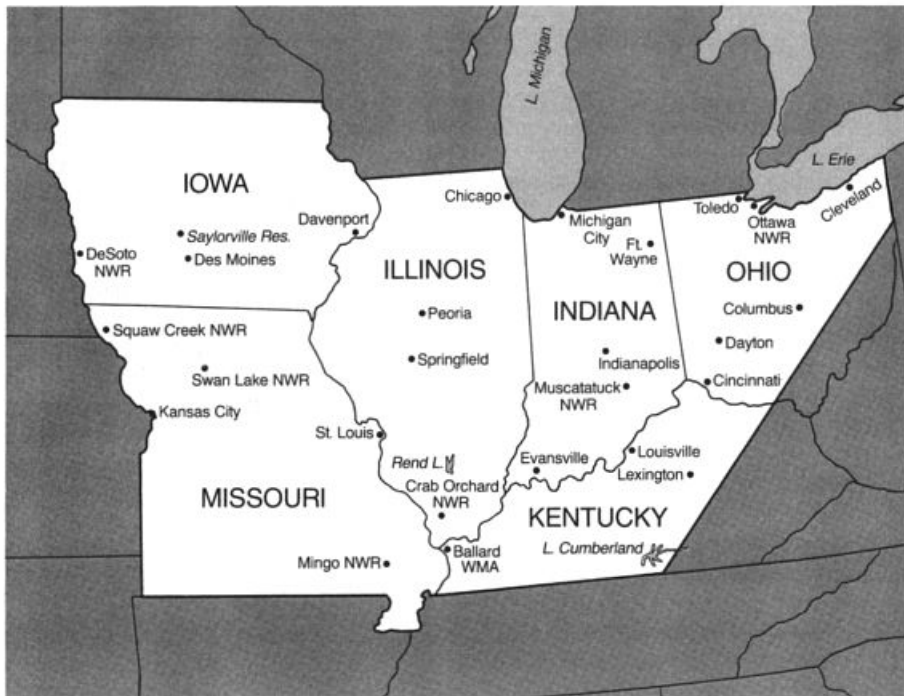 L. Michigan
L. Erie
IOWA
Chicago
Toledo
Cleveland
Saylorville Res.
Davenport
Michigan
City
Ottawa
NWR
DeSoto
NWR
Des Moines
ILLINOIS
Ft.
Wayne
OHIO
Squaw Creek NWR
Peoria
INDIANA
Columbus
Swan Lake NWR
Springfield
Indianapolis
Dayton
Kansas City
Muscatatuck
NWR
Cincinnati
St. Louis
Rend L.
Evansville
Louisville
Lexington
MISSOURI
Crab Orchard
NWR
KENTUCKY
Mingo NWR
Ballard
WMA
L. Cumberland